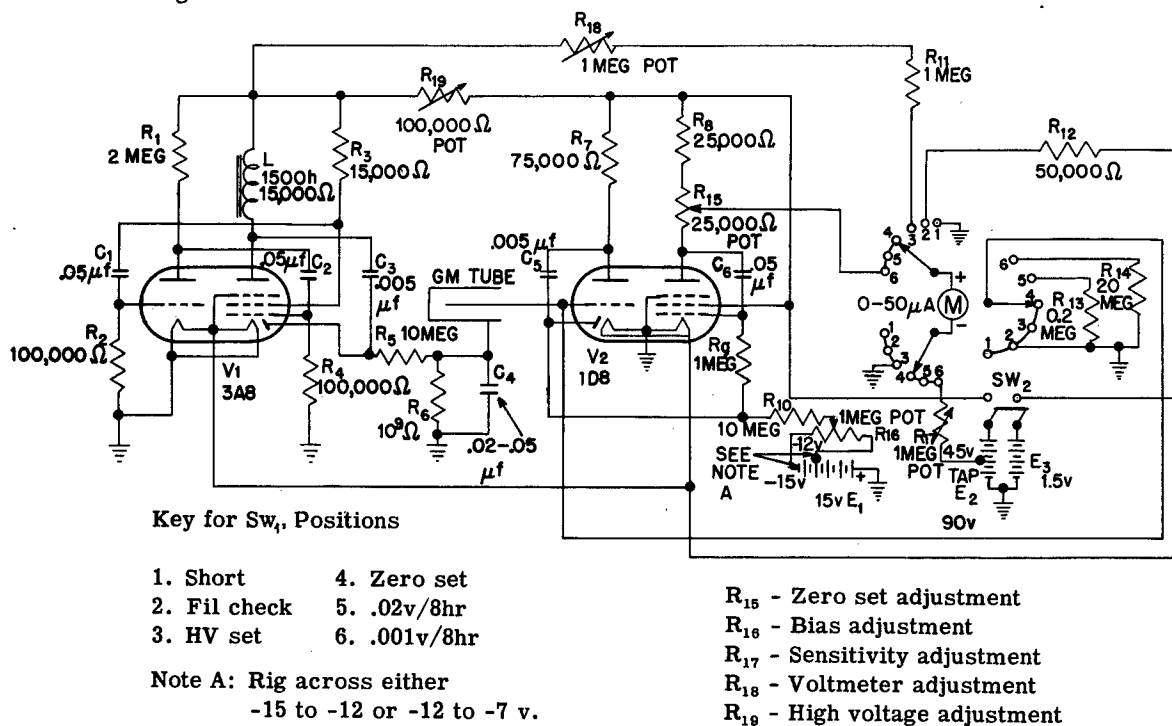 R₁₈
1 MEG POT
R₁₁
1 MEG
R₁₉
100,000Ω
POT
R₁
2 MEG
L
1500h
15,000Ω
R₃
15,000Ω
R₇
75,000Ω
R₈
25,000Ω
R₁₂
50,000Ω
R₁₅
25,000Ω
POT
C₁
.05μf
.05μf
C₂
C₃
.005
μf
.005μf
C₅
C₆
.05
μf
GM TUBE
4
3
2
1
5
6
+
0-50μA
M
-
1
2
3
4
5
6
6
5
4
3
2
1
R₁₄
20
MEG
R₁₃
0.2
MEG
R₂
100,000Ω
V₁
3A8
R₄
100,000Ω
10MEG
R₅
R₆
10⁹Ω
C₄
.02-.05
μf
V₂
1D8
R₉
1MEG
R₁₀
10 MEG
1MEG POT
R₁₆
SEE
NOTE
A
-12v
-15v
+
15v E₁
SW₂
R₁₇
1MEG
POT
45v
TAP
E₂
90v
E₃
1.5v
Key for Sw₁, Positions
1. Short 4. Zero set
2. Fil check 5. .02v/8hr
3. HV set 6. .001v/8hr
Note A: Rig across either
-15 to -12 or -12 to -7 v.
R₁₅ - Zero set adjustment
R₁₆ - Bias adjustment
R₁₇ - Sensitivity adjustment
R₁₈ - Voltmeter adjustment
R₁₉ - High voltage adjustment